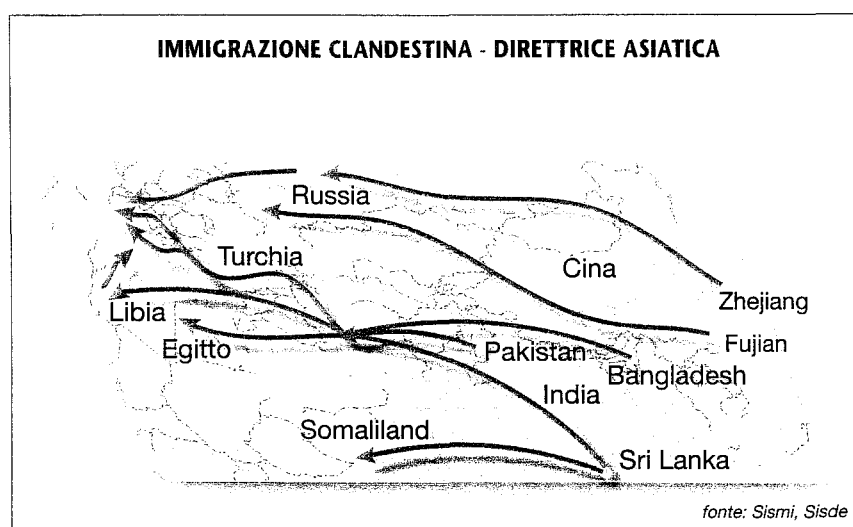 IMMIGRAZIONE CLANDESTINA - DIRETTRICE ASIATICA
Russia
Turchia
Cina
Zhejiang
Libia
Egitto
Pakistan
Fujian
Bangladesh
India
Somaliland
Sri Lanka
fonte: Sismi, Sisde